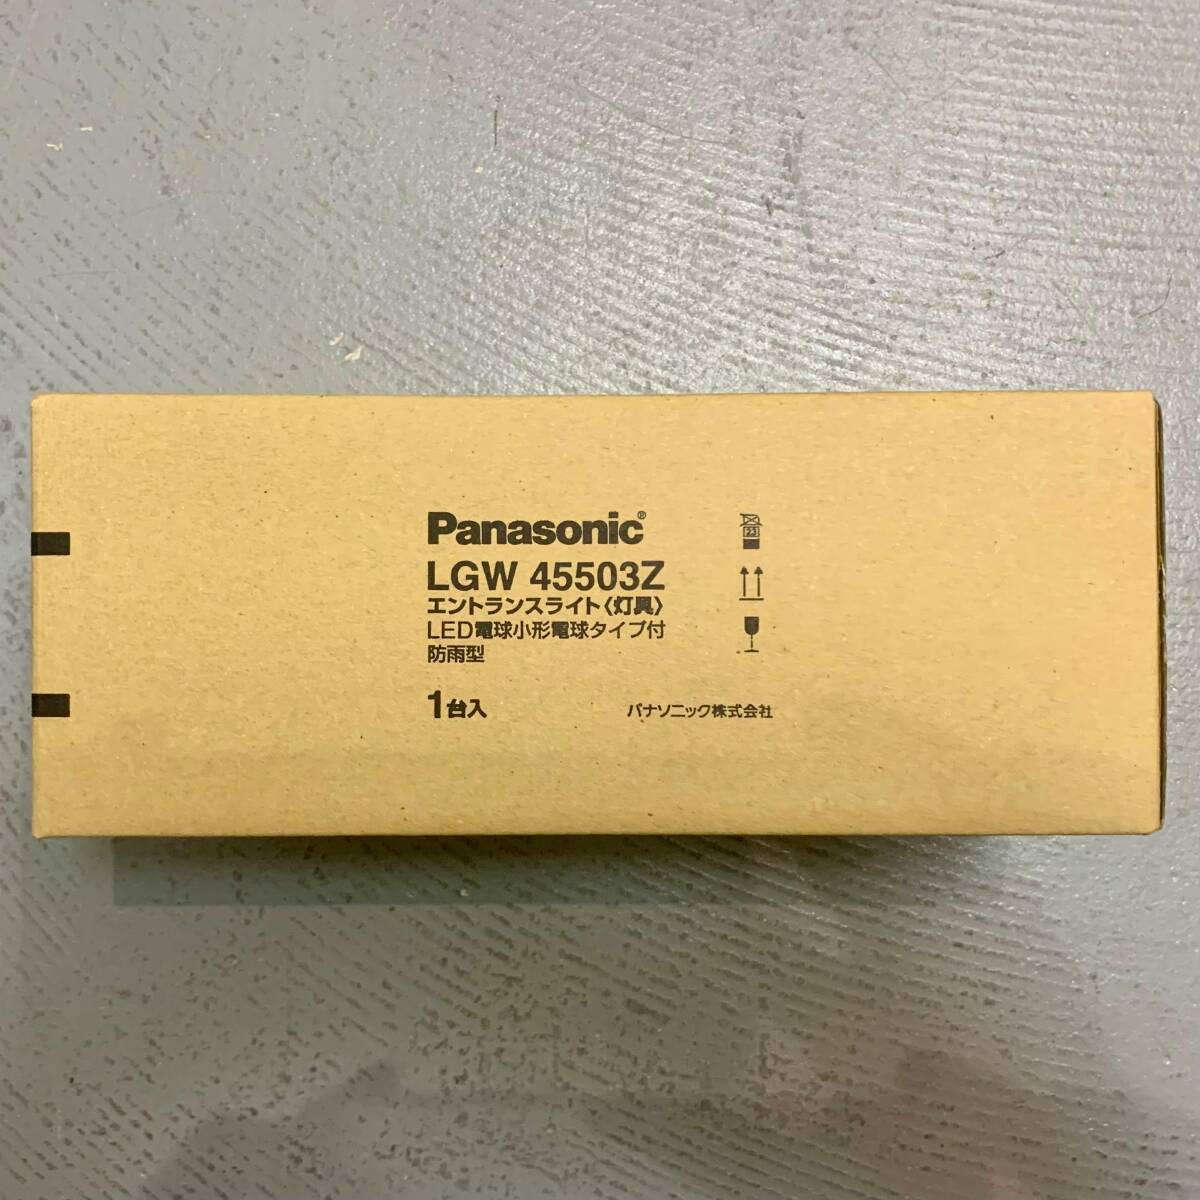 Panasonic®
LGW 45503Z
エントランスライト〈灯具〉
LED電球小形電球タイプ付
防雨型
1台入
パナソニック株式会社
23